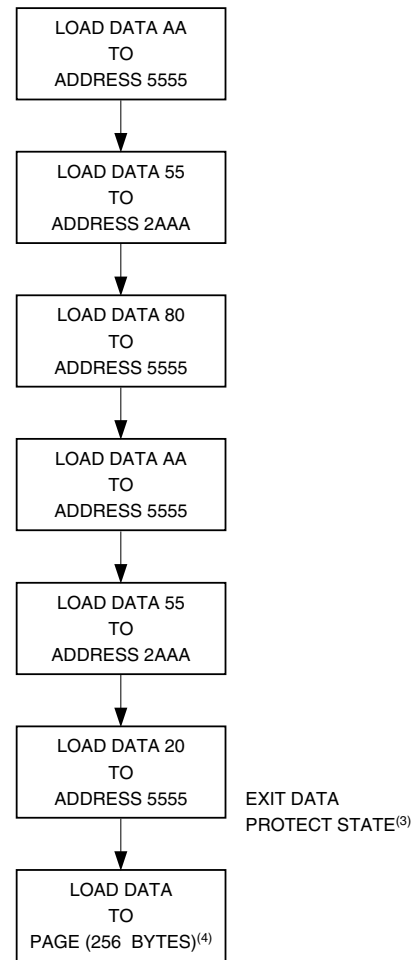 LOAD DATA AA
TO
ADDRESS 5555
LOAD DATA 55
TO
ADDRESS 2AAA
LOAD DATA 80
TO
ADDRESS 5555
LOAD DATA AA
TO
ADDRESS 5555
LOAD DATA 55
TO
ADDRESS 2AAA
LOAD DATA 20
TO
ADDRESS 5555
EXIT DATA
PROTECT STATE(3)
LOAD DATA
TO
PAGE (256 BYTES)(4)